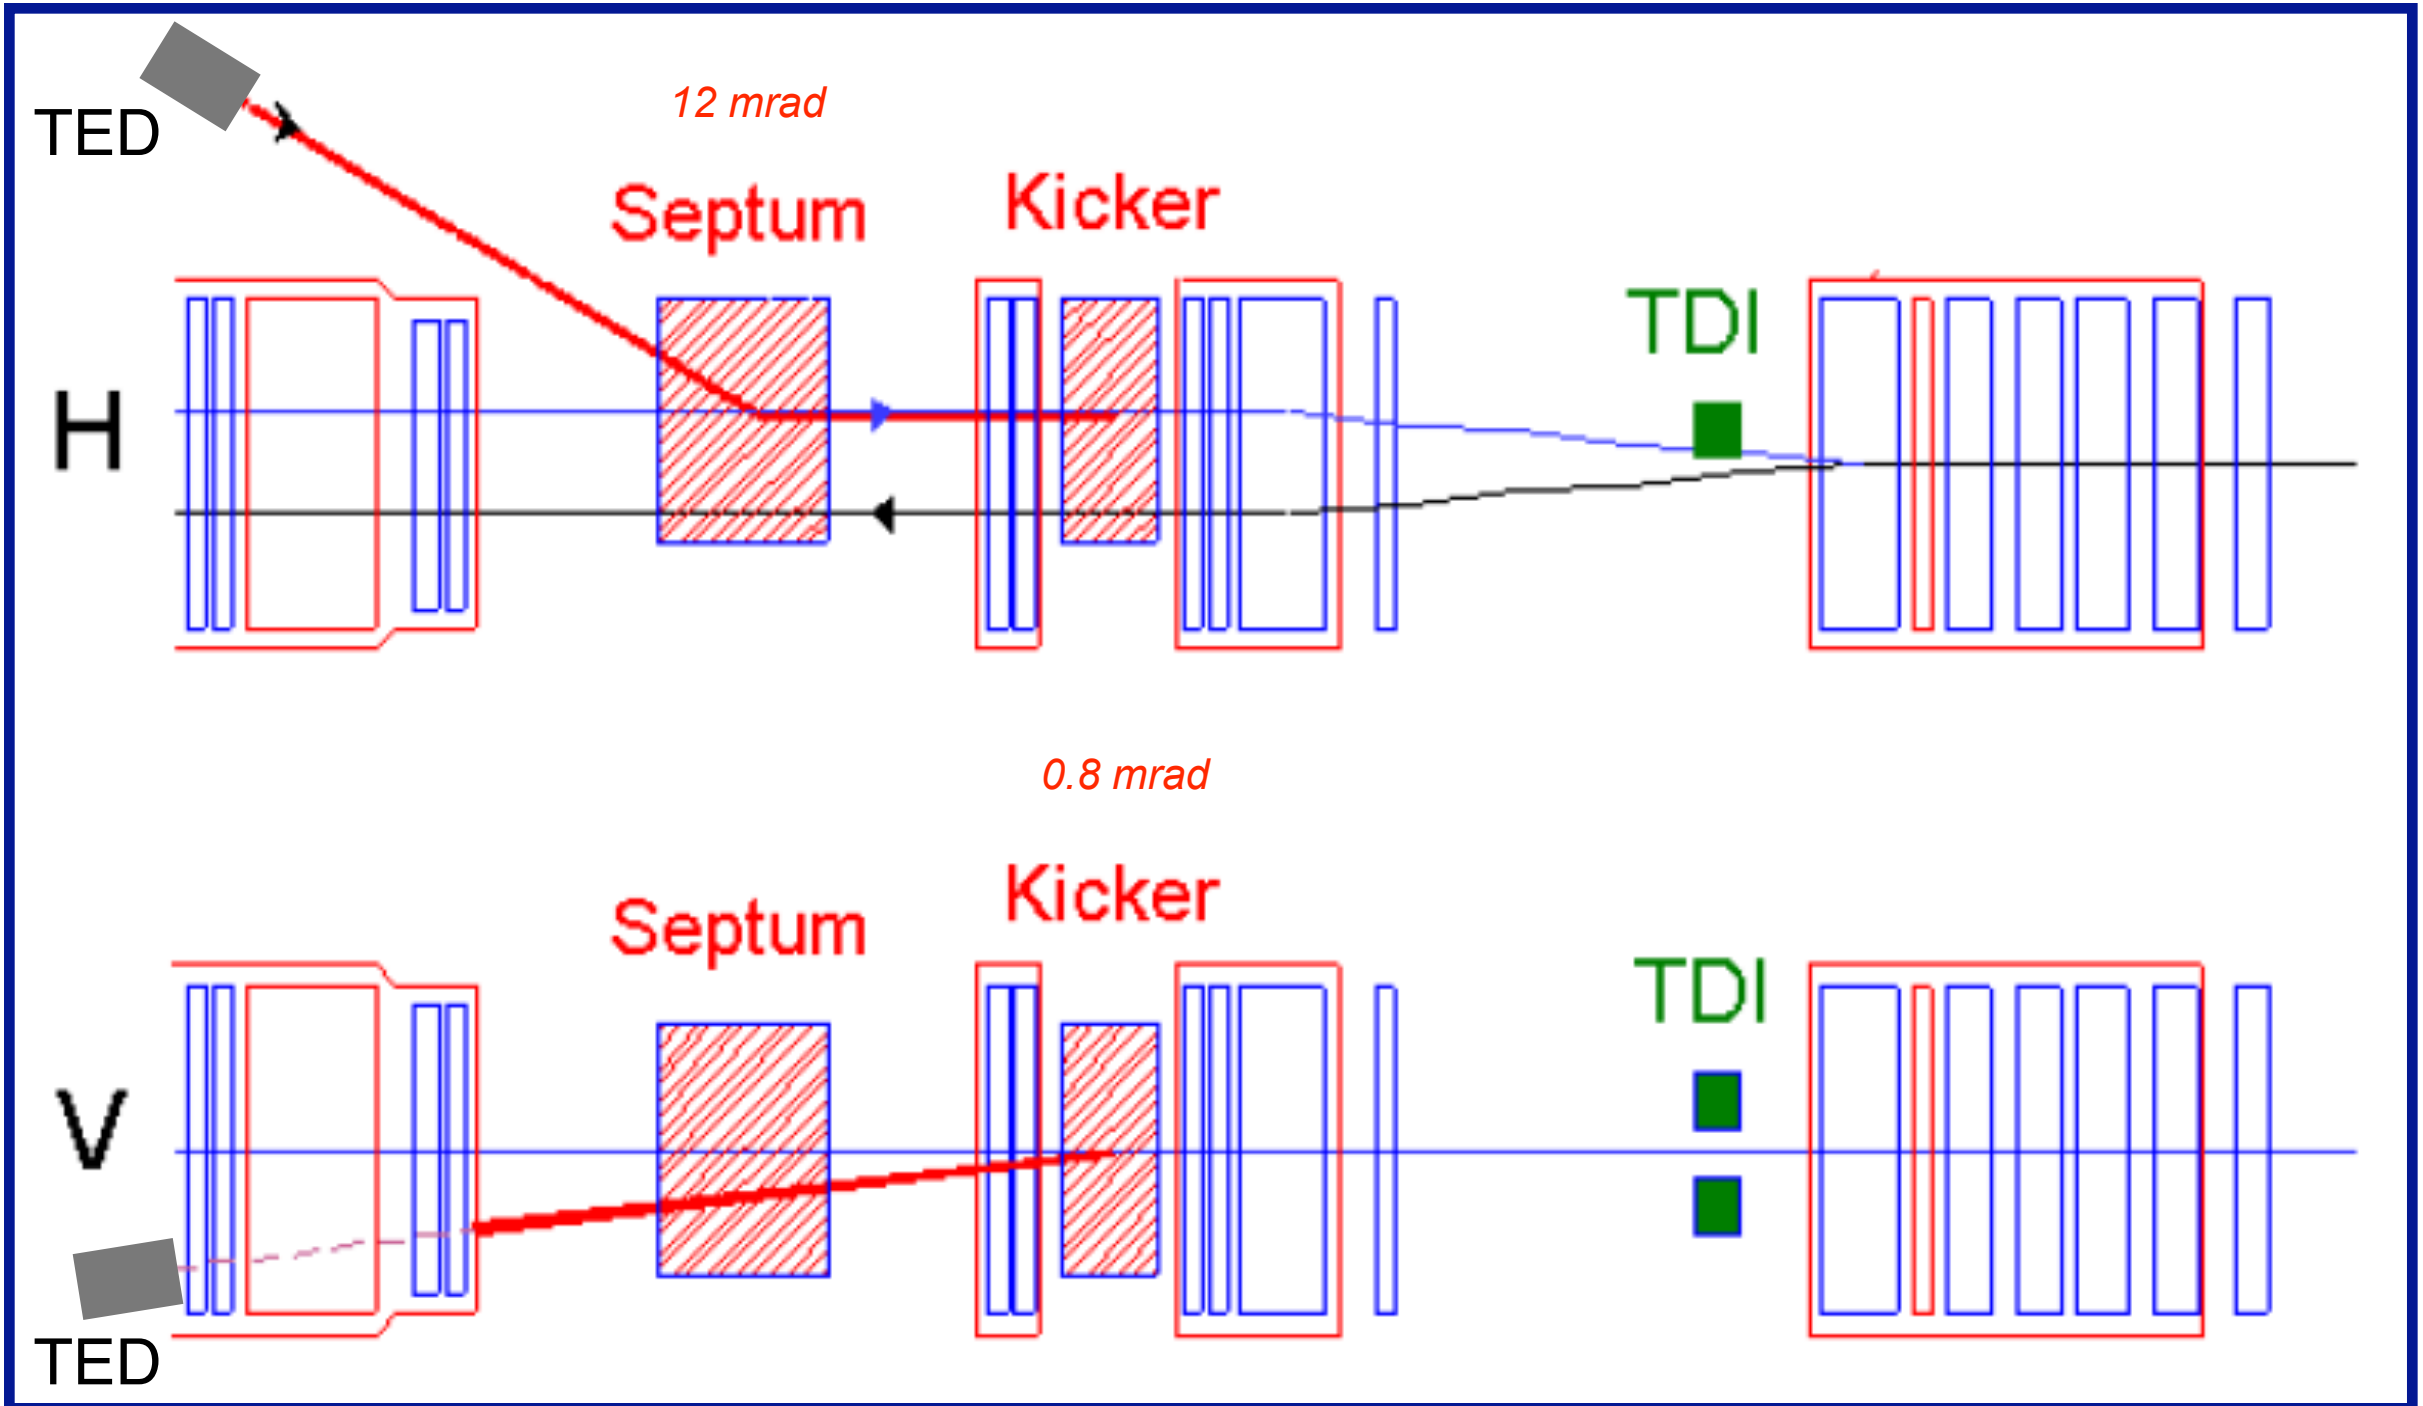 TED
12 mrad
Septum
Kicker
TDI
H
0.8 mrad
Septum
Kicker
TDI
V
TED